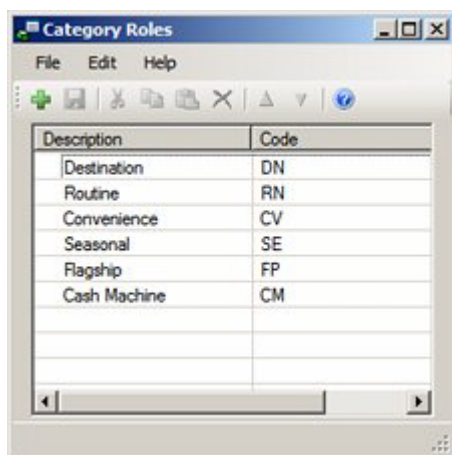 Category Roles
File Edit Help
Description Code
Destination DN
Routine RN
Convenience CV
Seasonal SE
Flagship FP
Cash Machine CM